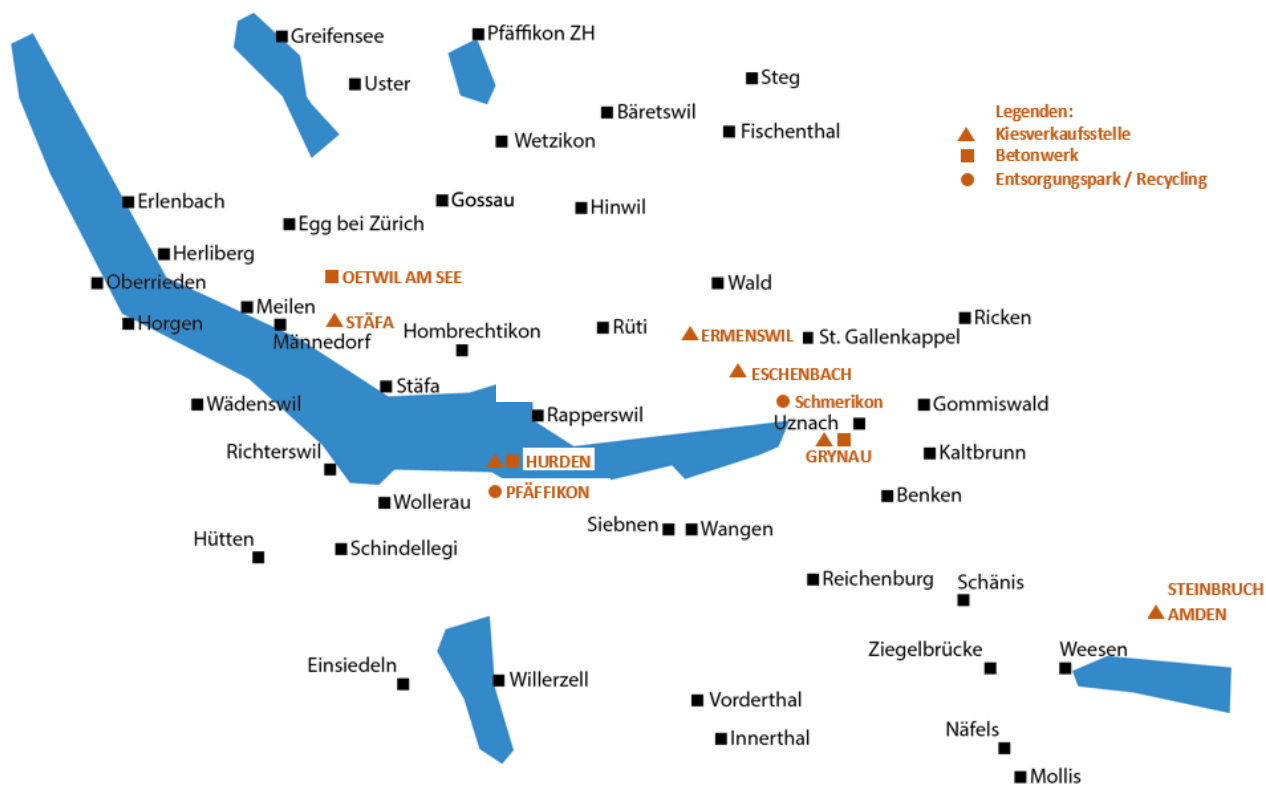 Greifensee
Pfäffikon ZH
Uster
Steg
Bäretswil
Fischenthal
Wetzikon
Legenden:
Kiesverkaufsstelle
Betonwerk
Entsorgungspark / Recycling
Erlenbach
Gossau
Hinwil
Egg bei Zürich
Herliberg
Oberrieden
OETWIL AM SEE
Wald
Meilen
Horgen
STÄFA
Männedorf
Hombrechtikon
Rüti
ERMENSWIL
St. Gallenkappel
Ricken
ESCHENBACH
Stäfa
Wädenswil
Rapperswil
Schmerikon
Gommiswald
Uznach
Richterswil
HURDEN
GRYNAU
Kaltbrunn
PFÄFFIKON
Wollerau
Benken
Siebnen
Wangen
Hütten
Schindellegi
Reichenburg
Schänis
STEINBRUCH
AMDEN
Ziegelbrücke
Weesen
Einsiedeln
Willerzell
Vorderthal
Innerthal
Näfels
Mollis